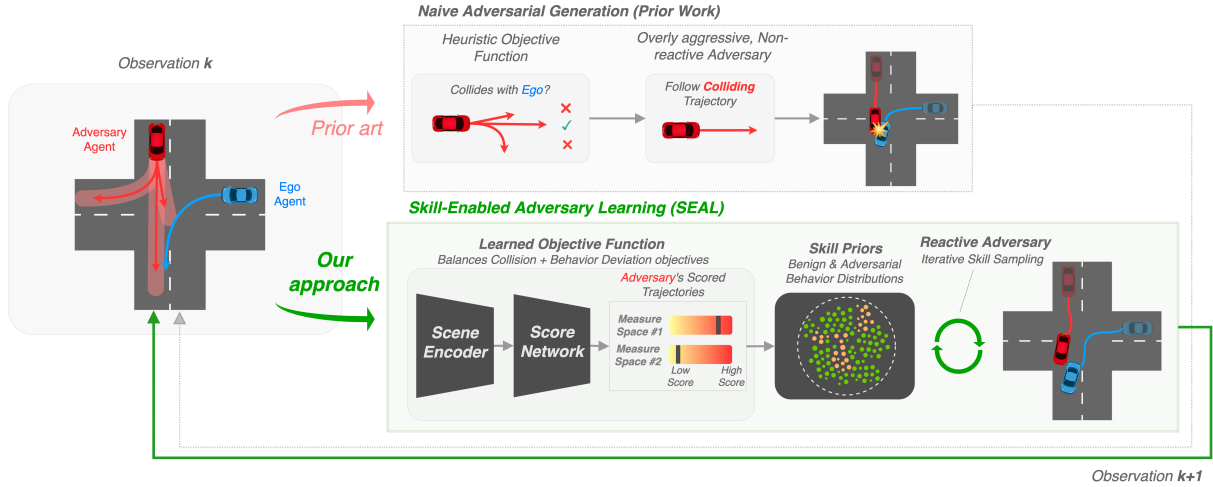 Naive Adversarial Generation (Prior Work)
Observation k
Adversary
Agent
Ego
Agent
Prior art
Our
approach
Heuristic Objective
Function
Collides with Ego?
Overly aggressive, Non-
reactive Adversary
Follow Colliding
Trajectory
Skill-Enabled Adversary Learning (SEAL)
Learned Objective Function
Balances Collision + Behavior Deviation objectives
Scene
Encoder
Score
Network
Adversary's Scored
Trajectories
Measure
Space #1
Measure
Space #2
Low
Score
High
Score
Skill Priors
Benign & Adversarial
Behavior Distributions
Reactive Adversary
Iterative Skill Sampling
Observation k+1